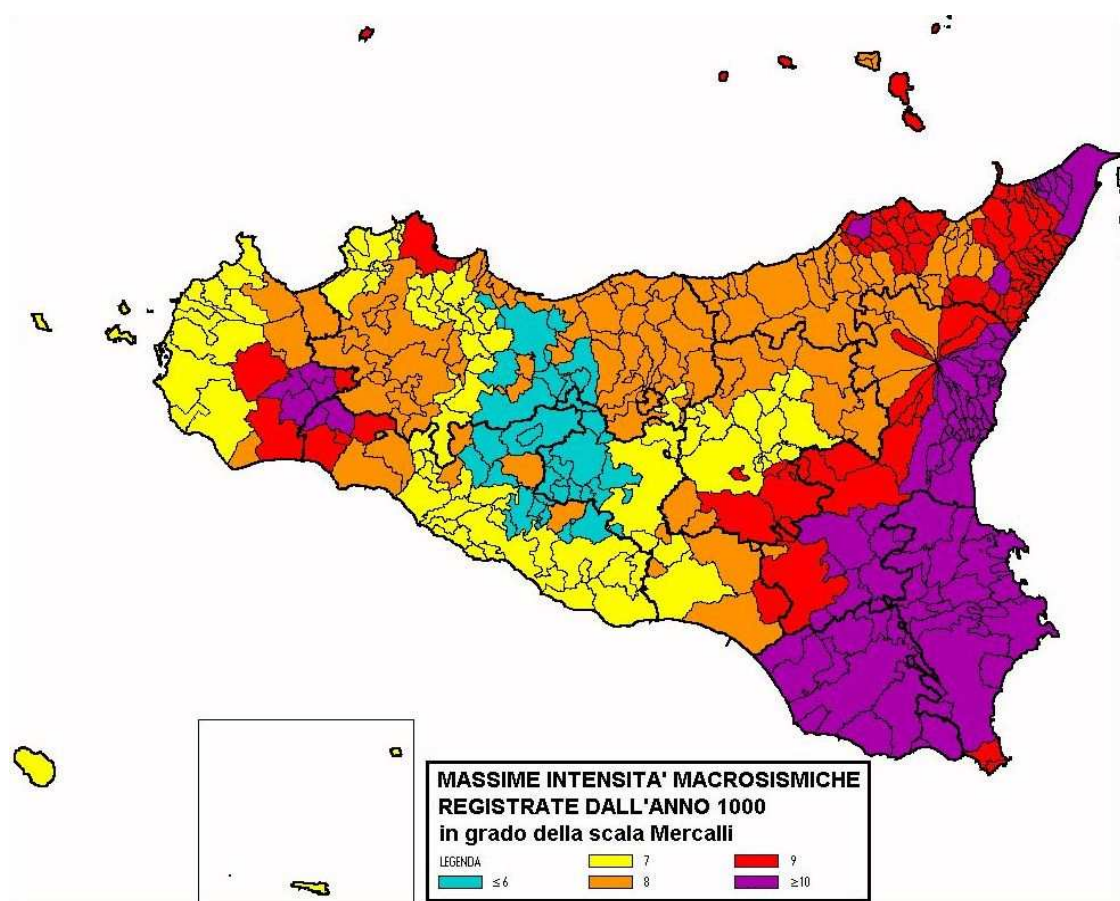 MASSIME INTENSITA' MACROSISMICHE
REGISTRATE DALL'ANNO 1000
in grado della scala Mercalli
LEGENDA
7
9
≤6
8
≥10